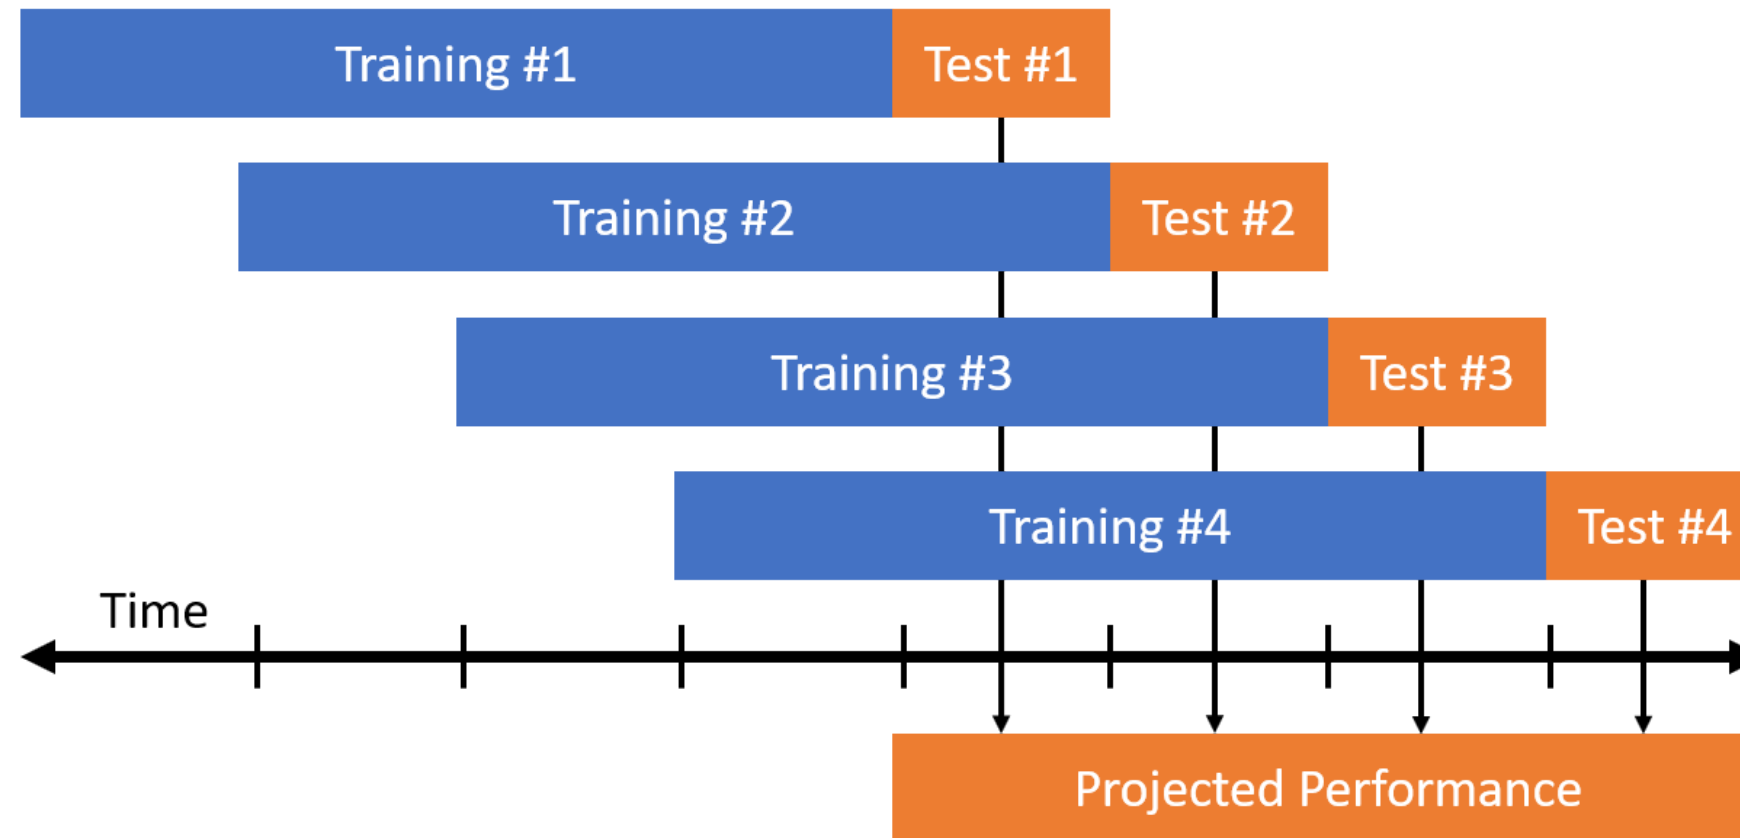 Training #1
Test #1
Training #2
Test #2
Training #3
Test #3
Training #4
Test #4
Time
Projected Performance